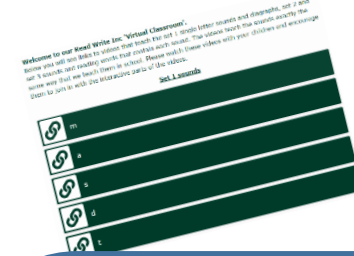 Welcome to our Read Write Inc 'Virtual Classroom'.
Below you will see links to videos that teach the set 1 single letter sounds and diagraphs, set 2 and
set 3 sounds and reading words that contain each sound. The videos teach the sounds exactly the
same way that we teach them in school. Please watch these videos with your children and encourage
them to join in with the interactive parts of the videos.
Set 1 sounds
m
a
s
d
t